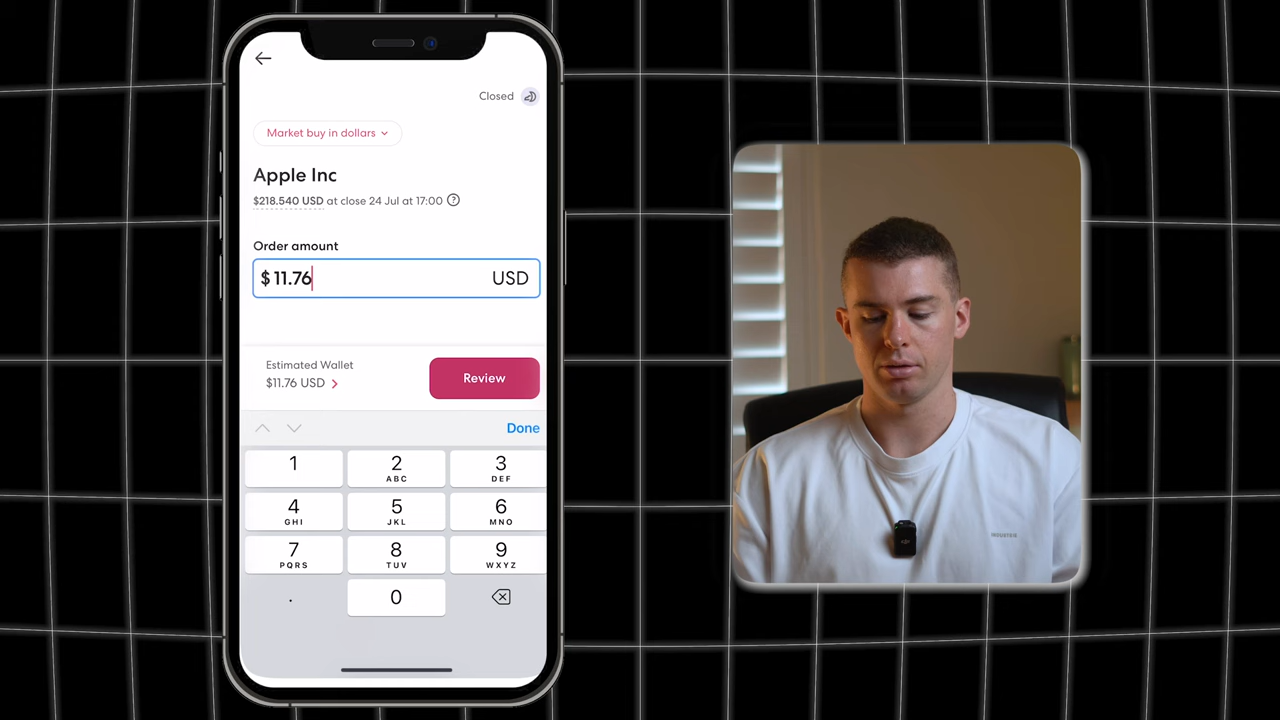 Closed
Market buy in dollars
Apple Inc
$218.540 USD at close 24 Jul at 17:00 ?
Order amount
$ 11.76 USD
Estimated Wallet
$11.76 USD
Review
Done
1
2 ABC
3 DEF
4 GHI
5 JKL
6 MNO
7 PQRS
8 TUV
9 WXYZ
.
0
INDUSTRIE